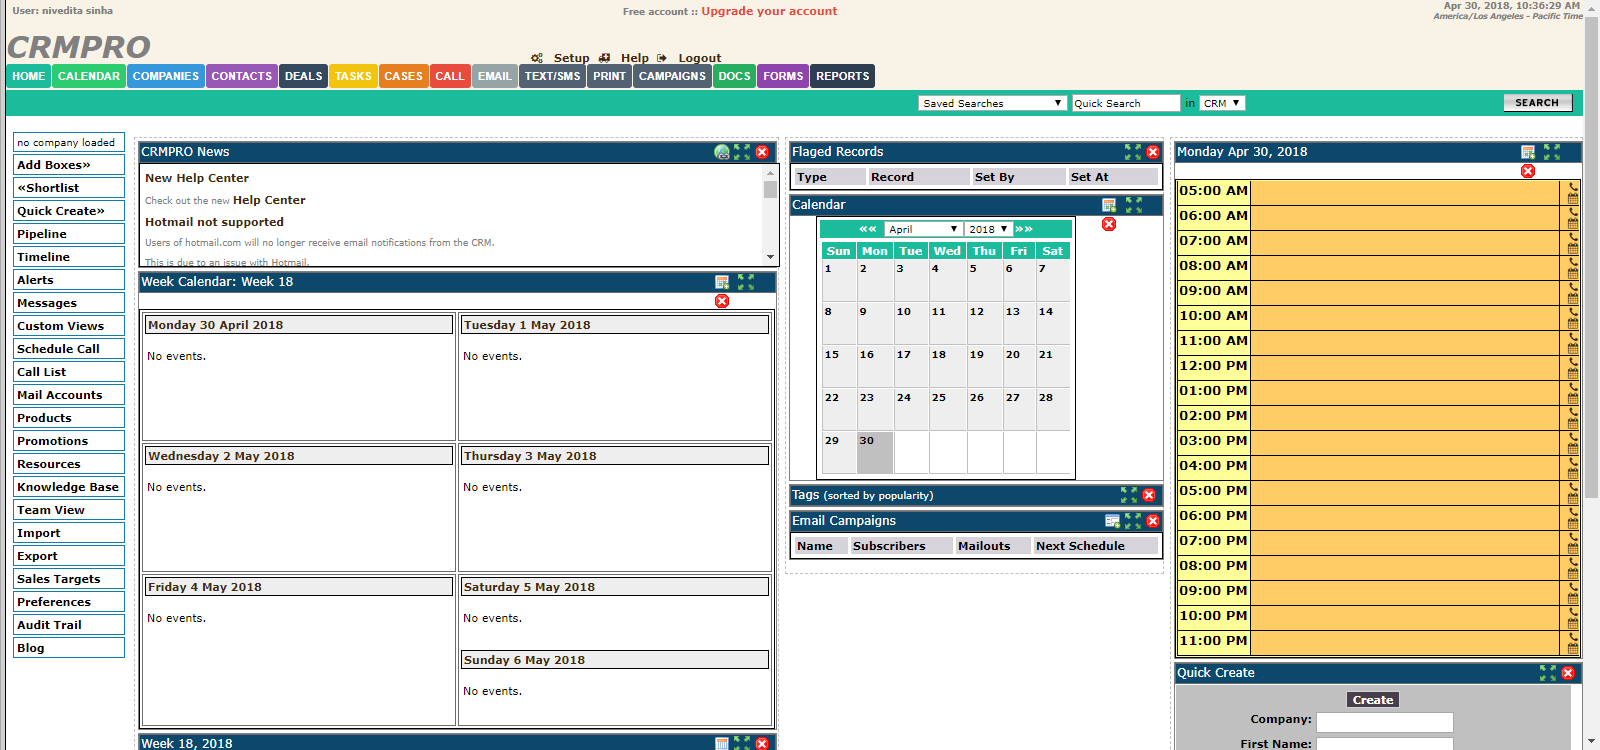 User: nivedita sinha
Free account :: Upgrade your account
Apr 30, 2018, 10:36:29 AM
America/Los Angeles - Pacific Time
CRMPRO
Setup Help Logout
HOME CALENDAR COMPANIES CONTACTS DEALS TASKS CASES CALL EMAIL TEXT/SMS PRINT CAMPAIGNS DOCS FORMS REPORTS
Saved Searches Quick Search in CRM SEARCH
no company loaded
Add Boxes»
«Shortlist
Quick Create»
Pipeline
Timeline
Alerts
Messages
Custom Views
Schedule Call
Call List
Mail Accounts
Products
Promotions
Resources
Knowledge Base
Team View
Import
Export
Sales Targets
Preferences
Audit Trail
Blog
CRMPRO News
New Help Center
Check out the new Help Center
Hotmail not supported
Users of hotmail.com will no longer receive email notifications from the CRM.
This is due to an issue with Hotmail.
Week Calendar: Week 18
Monday 30 April 2018
No events.
Tuesday 1 May 2018
No events.
Wednesday 2 May 2018
No events.
Thursday 3 May 2018
No events.
Friday 4 May 2018
No events.
Saturday 5 May 2018
No events.
Sunday 6 May 2018
No events.
Week 18, 2018
Flaged Records
Type Record Set By Set At
Calendar
«« April 2018 »»
Sun Mon Tue Wed Thu Fri Sat
1 2 3 4 5 6 7
8 9 10 11 12 13 14
15 16 17 18 19 20 21
22 23 24 25 26 27 28
29 30
Tags (sorted by popularity)
Email Campaigns
Name Subscribers Mailouts Next Schedule
Monday Apr 30, 2018
05:00 AM
06:00 AM
07:00 AM
08:00 AM
09:00 AM
10:00 AM
11:00 AM
12:00 PM
01:00 PM
02:00 PM
03:00 PM
04:00 PM
05:00 PM
06:00 PM
07:00 PM
08:00 PM
09:00 PM
10:00 PM
11:00 PM
Quick Create
Create
Company:
First Name: